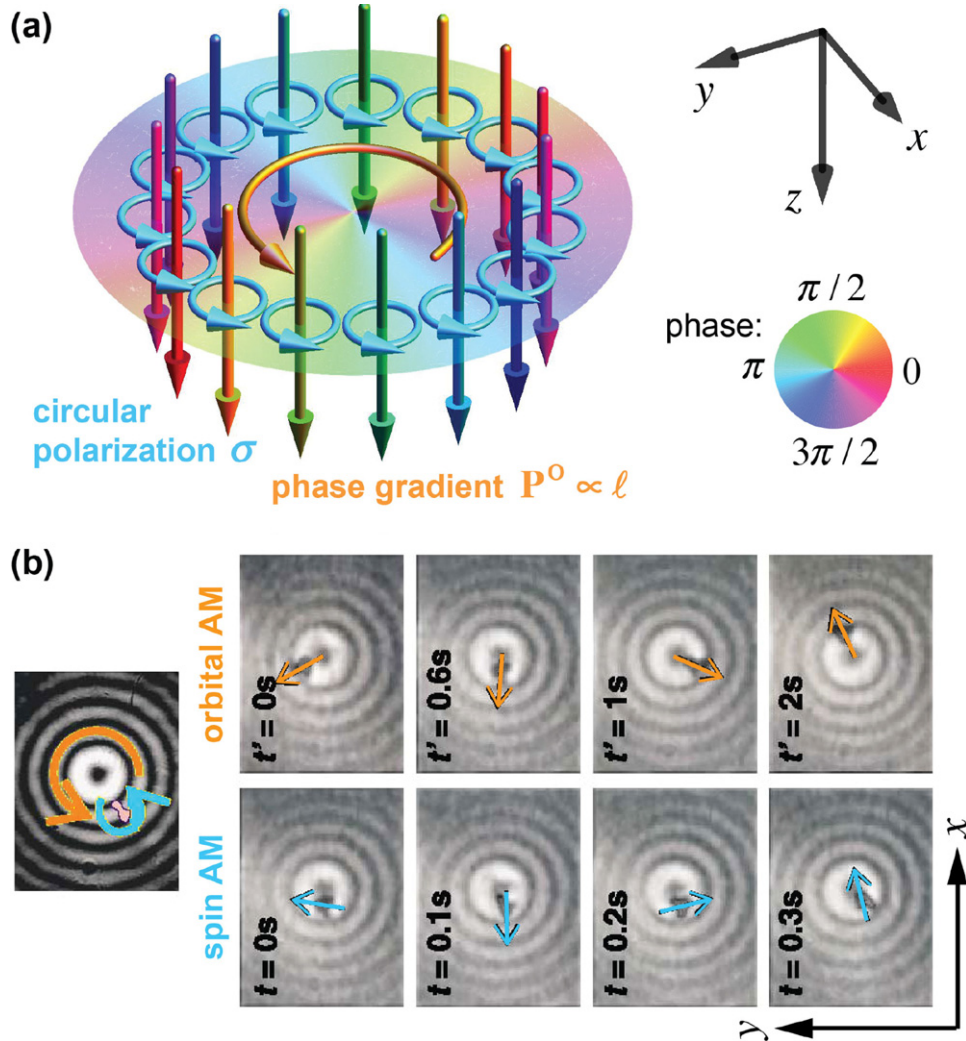 (a)
y
x
z
phase:
π / 2
π
0
3π / 2
circular
polarization σ
phase gradient P^O ∝ ℓ
(b)
orbital AM
t' = 0s
t' = 0.6s
t' = 1s
t' = 2s
spin AM
t = 0s
t = 0.1s
t = 0.2s
t = 0.3s
x
y